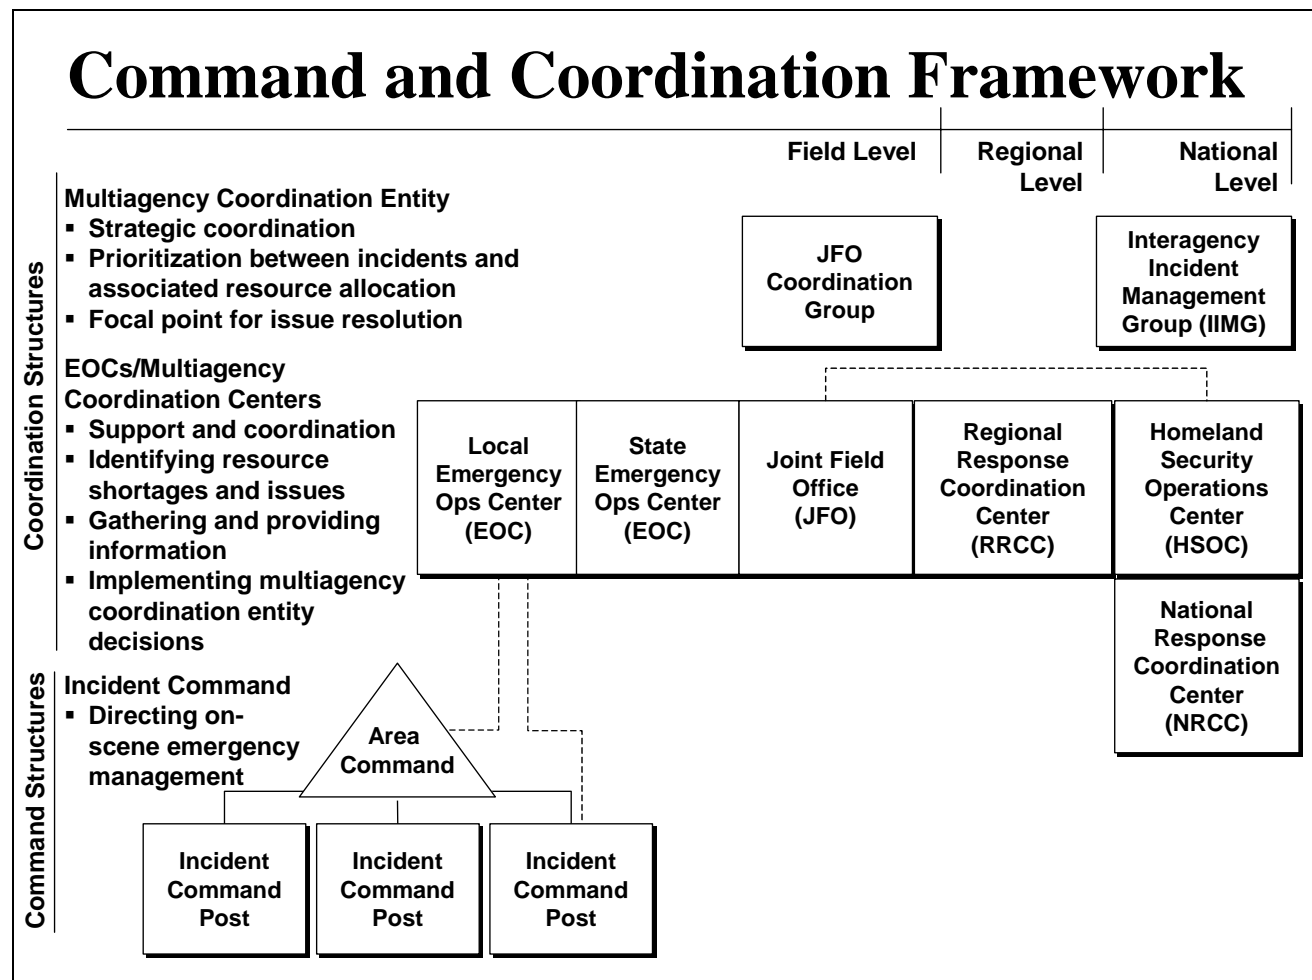 Command and Coordination Framework
Field Level
Regional
Level
National
Level
Coordination Structures
Multiagency Coordination Entity
▪ Strategic coordination
▪ Prioritization between incidents and
associated resource allocation
▪ Focal point for issue resolution
JFO
Coordination
Group
Interagency
Incident
Management
Group (IIMG)
EOCs/Multiagency
Coordination Centers
▪ Support and coordination
▪ Identifying resource
shortages and issues
▪ Gathering and providing
information
▪ Implementing multiagency
coordination entity
decisions
Local
Emergency
Ops Center
(EOC)
State
Emergency
Ops Center
(EOC)
Joint Field
Office
(JFO)
Regional
Response
Coordination
Center
(RRCC)
Homeland
Security
Operations
Center
(HSOC)
National
Response
Coordination
Center
(NRCC)
Command Structures
Incident Command
▪ Directing on-
scene emergency
management
Area
Command
Incident
Command
Post
Incident
Command
Post
Incident
Command
Post